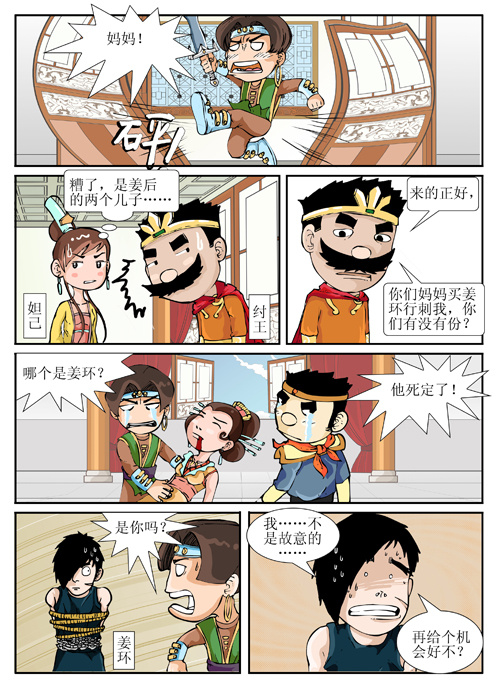 妈妈！
砰！
糟了，是姜后
的两个儿子……
妲己
纣王
来的正好，
你们妈妈买姜
环行刺我，你
们有没有份？
哪个是姜环？
他死定了！
是你吗？
姜环
我……不
是故意的
……
再给个机
会好不？